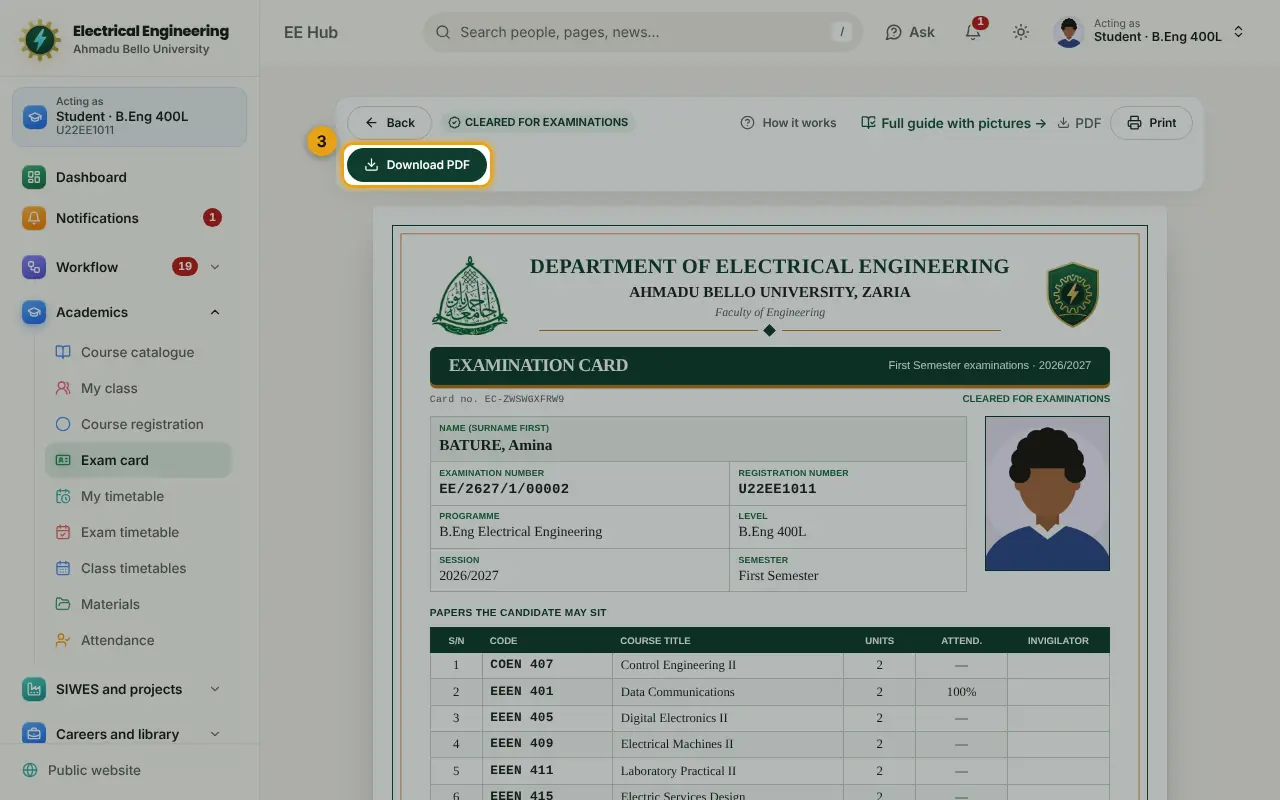 Electrical Engineering
Ahmadu Bello University
EE Hub
Search people, pages, news...
/
Ask
1
Acting as
Student · B.Eng 400L
Acting as
Student · B.Eng 400L
U22EE1011
Dashboard
Notifications
1
Workflow
19
Academics
Course catalogue
My class
Course registration
Exam card
My timetable
Exam timetable
Class timetables
Materials
Attendance
SIWES and projects
Careers and library
Public website
Back
CLEARED FOR EXAMINATIONS
How it works
Full guide with pictures →
PDF
Print
3
Download PDF
DEPARTMENT OF ELECTRICAL ENGINEERING
AHMADU BELLO UNIVERSITY, ZARIA
Faculty of Engineering
EXAMINATION CARD
First Semester examinations · 2026/2027
Card no. EC-ZWSWGXFRW9
CLEARED FOR EXAMINATIONS
NAME (SURNAME FIRST)
BATURE, Amina
EXAMINATION NUMBER
EE/2627/1/00002
REGISTRATION NUMBER
U22EE1011
PROGRAMME
B.Eng Electrical Engineering
LEVEL
B.Eng 400L
SESSION
2026/2027
SEMESTER
First Semester
PAPERS THE CANDIDATE MAY SIT
S/N CODE COURSE TITLE UNITS ATTEND. INVIGILATOR
1 COEN 407 Control Engineering II 2 —
2 EEEN 401 Data Communications 2 100%
3 EEEN 405 Digital Electronics II 2 —
4 EEEN 409 Electrical Machines II 2 —
5 EEEN 411 Laboratory Practical II 2 —
6 EEEN 415 Electric Services Design 2 —